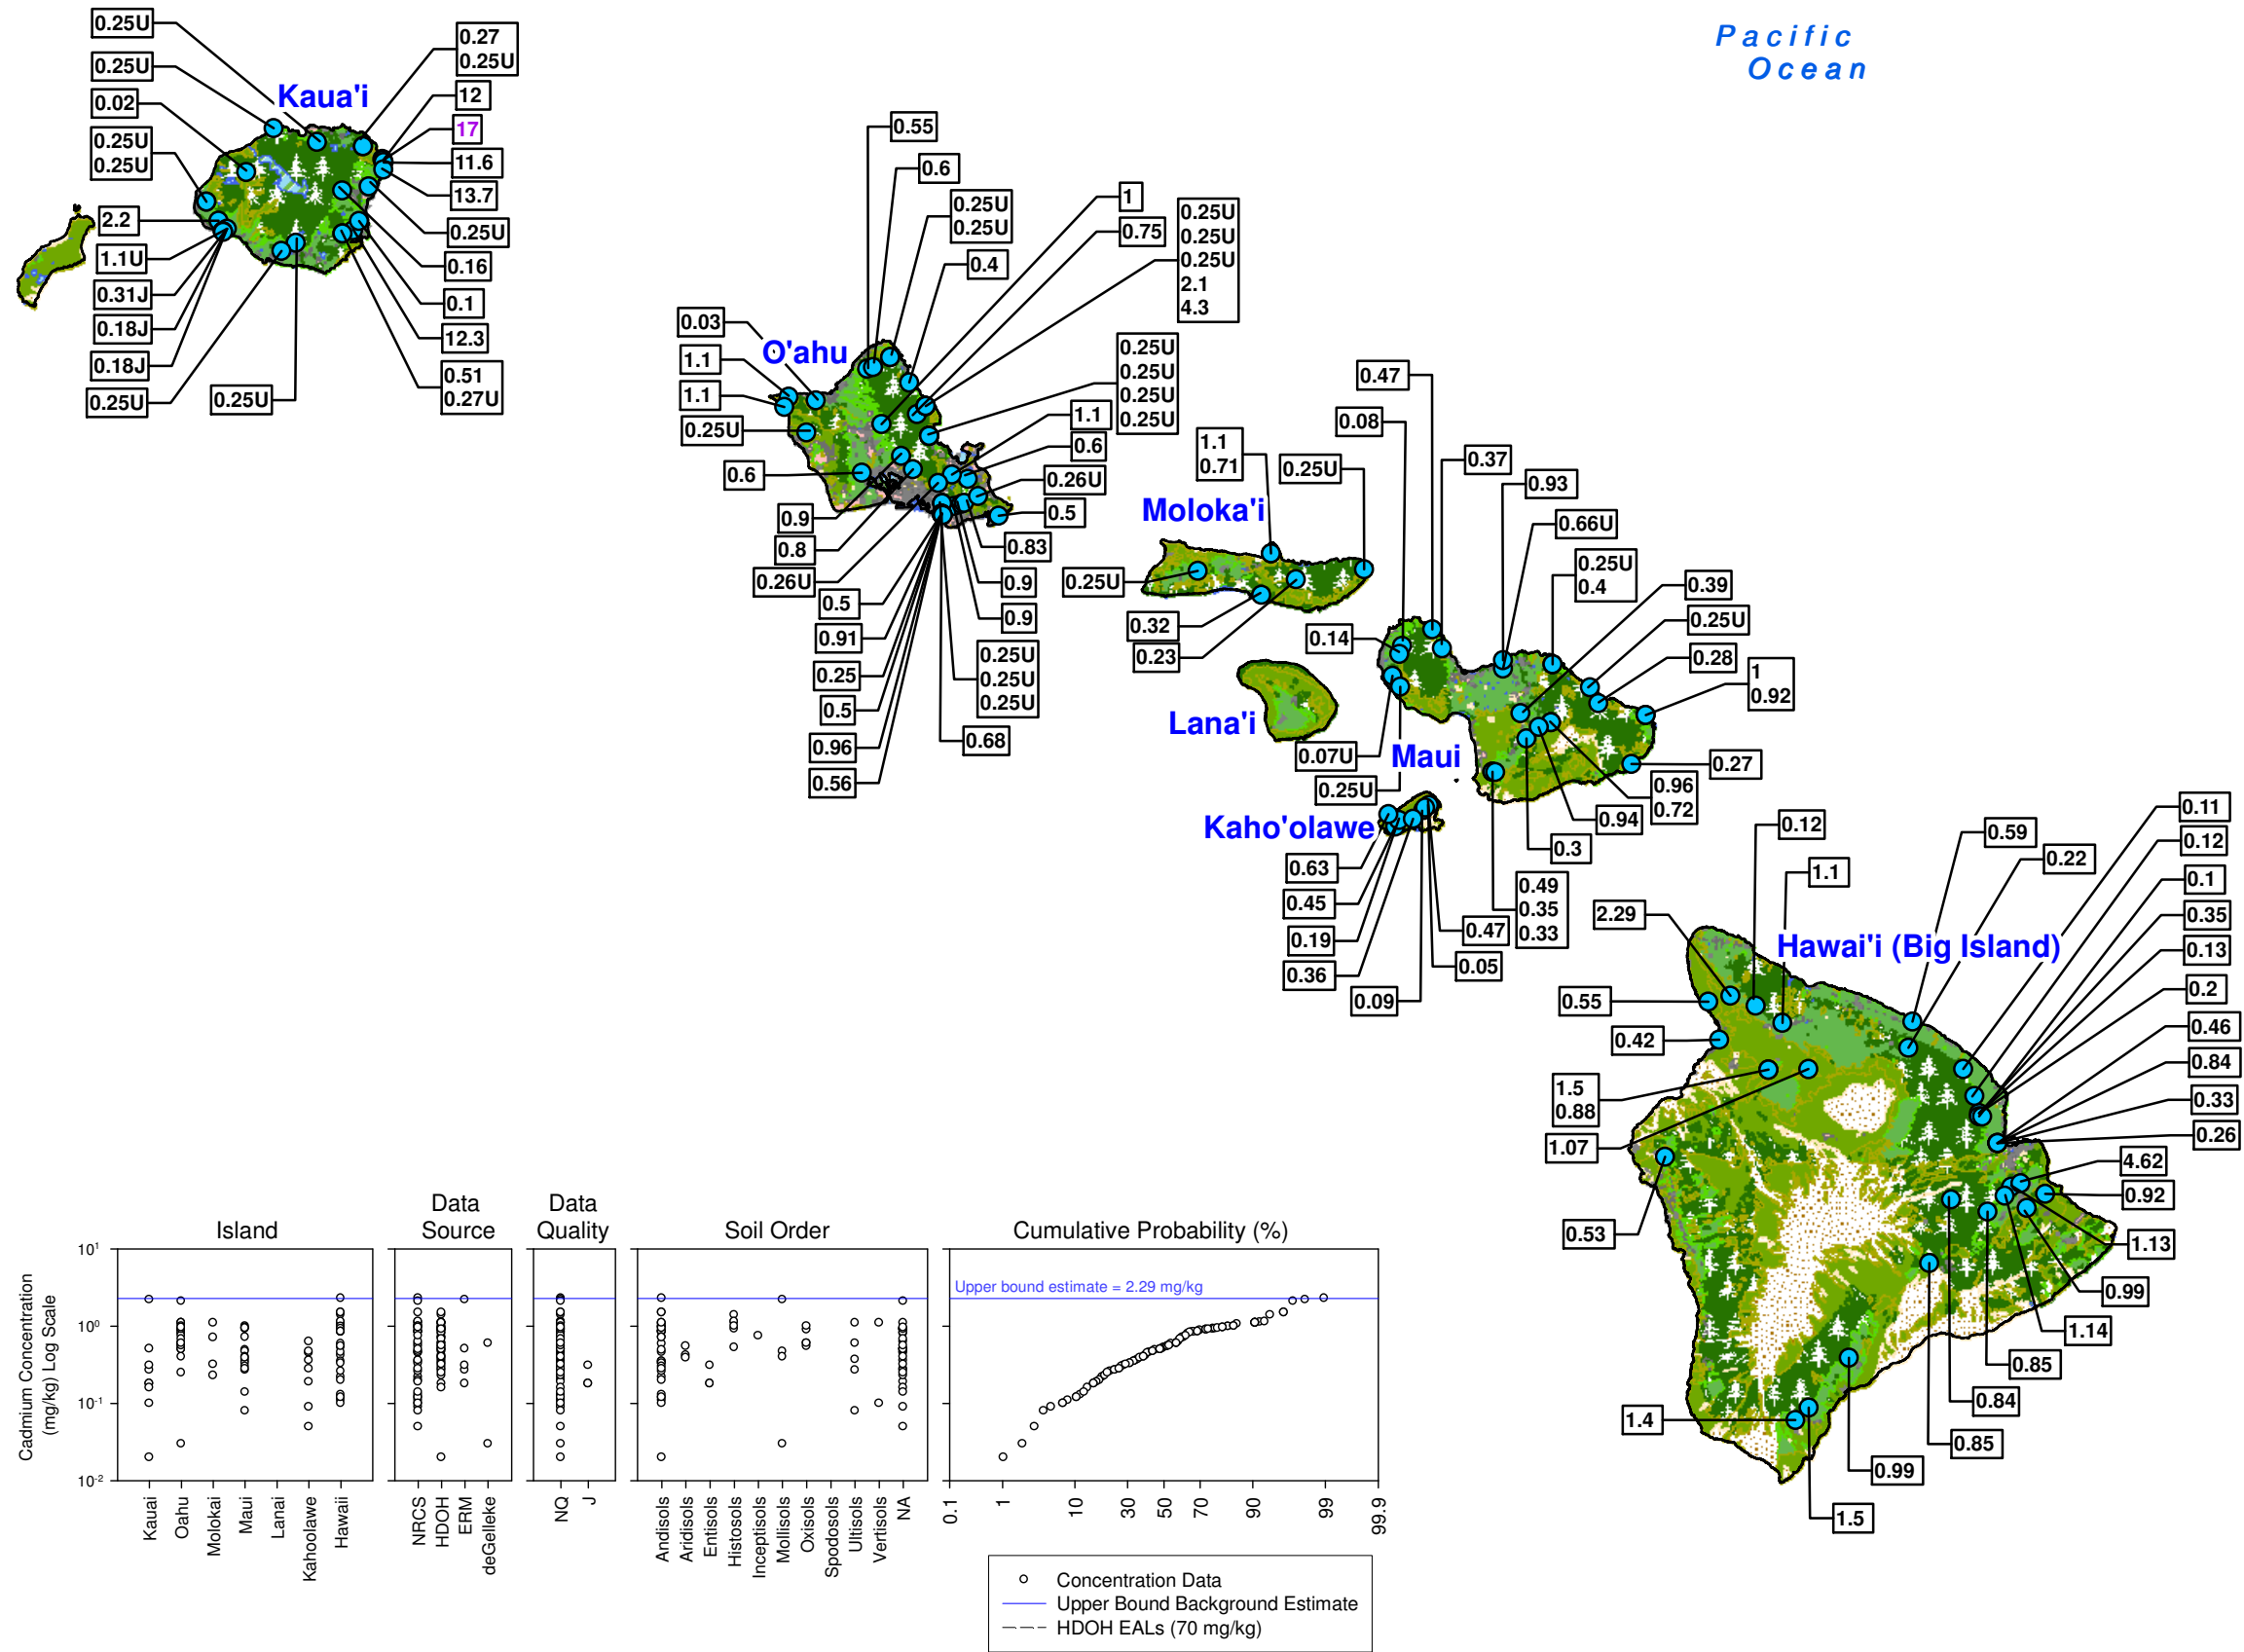 Pacific
Ocean
Kaua'i
0.25U
0.25U
0.02
0.25U
0.25U
2.2
1.1U
0.31J
0.18J
0.18J
0.25U
0.25U
0.27
0.25U
12
17
11.6
13.7
0.25U
0.16
0.1
12.3
0.51
0.27U
O'ahu
0.55
0.6
0.25U
0.25U
0.4
1
0.75
0.25U
0.25U
0.25U
2.1
4.3
0.25U
0.25U
0.25U
0.25U
1.1
0.6
0.26U
0.5
0.83
0.9
0.9
0.25U
0.25U
0.25U
0.68
0.03
1.1
1.1
0.25U
0.6
0.9
0.8
0.26U
0.5
0.91
0.25
0.5
0.96
0.56
Moloka'i
1.1
0.71
0.25U
0.25U
0.32
0.23
Lana'i
Maui
0.47
0.08
0.37
0.93
0.66U
0.25U
0.4
0.39
0.25U
0.28
1
0.92
0.27
0.96
0.72
0.94
0.3
0.49
0.35
0.33
0.14
0.07U
0.25U
Kaho'olawe
0.63
0.45
0.19
0.36
0.09
0.47
0.05
Hawai'i (Big Island)
0.12
1.1
2.29
0.55
0.42
1.5
0.88
1.07
0.53
1.4
0.59
0.22
0.11
0.12
0.1
0.35
0.13
0.2
0.46
0.84
0.33
0.26
4.62
0.92
1.13
0.99
1.14
0.85
0.84
0.85
0.99
1.5
Island
Data
Source
Data
Quality
Soil Order
Cumulative Probability (%)
Cadmium Concentration
(mg/kg) Log Scale
10¹
10⁰
10⁻¹
10⁻²
Upper bound estimate = 2.29 mg/kg
Kauai
Oahu
Molokai
Maui
Lanai
Kahoolawe
Hawaii
NRCS
HDOH
ERM
deGelleke
NQ
J
Andisols
Aridisols
Entisols
Histosols
Inceptisols
Mollisols
Oxisols
Spodosols
Ultisols
Vertisols
NA
0.1
1
10
30
50
70
90
99
99.9
Concentration Data
Upper Bound Background Estimate
HDOH EALs (70 mg/kg)